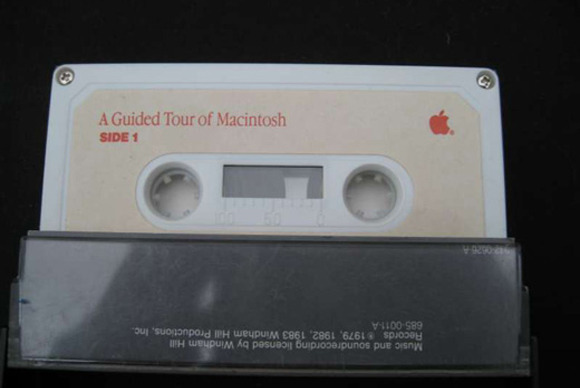 A Guided Tour of Macintosh
SIDE 1
100 50 0
Music and soundrecording licensed by Windham Hill
Records ℗ 1979, 1982, 1983 Windham Hill Productions, Inc.
685-0011-A